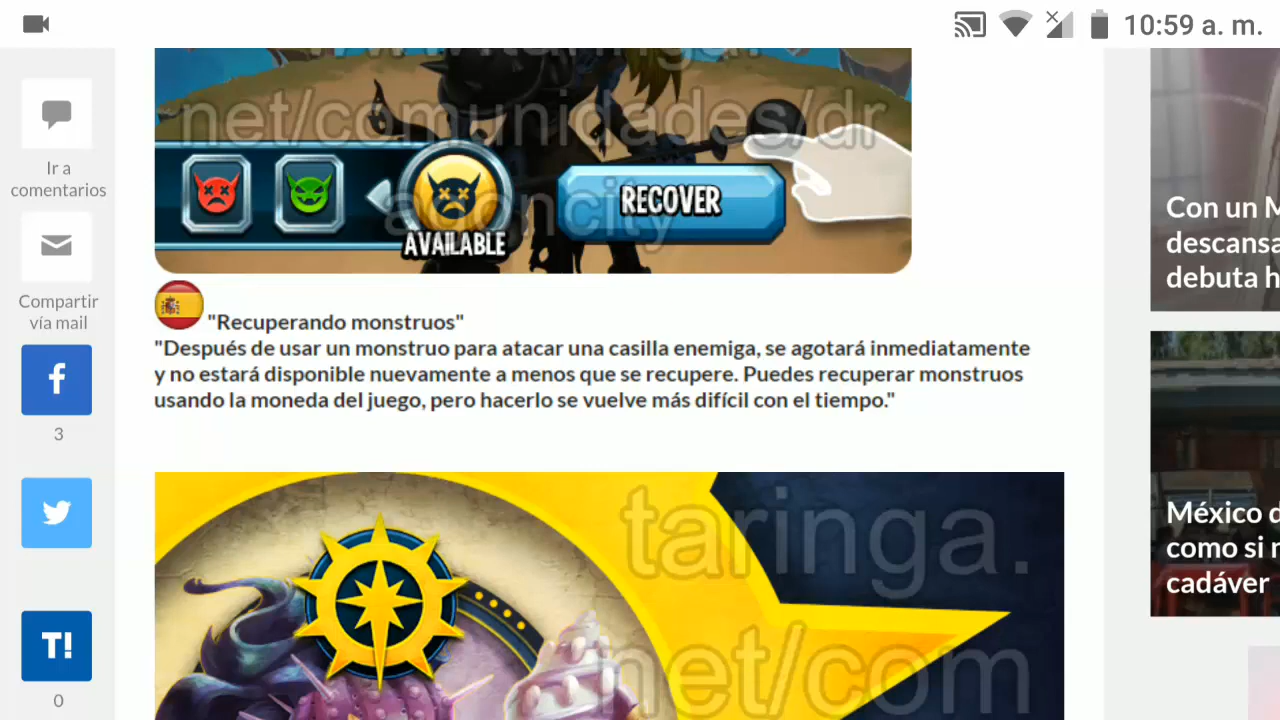 10:59 a. m.
www.taringa.
net/comunidades/dr
agoncity
RECOVER
AVAILABLE
Ir a
comentarios
Compartir
vía mail
3
T!
0
"Recuperando monstruos"
"Después de usar un monstruo para atacar una casilla enemiga, se agotará inmediatamente
y no estará disponible nuevamente a menos que se recupere. Puedes recuperar monstruos
usando la moneda del juego, pero hacerlo se vuelve más difícil con el tiempo."
taringa.
net/com
Con un M
descansa
debuta h
México d
como si n
cadáver